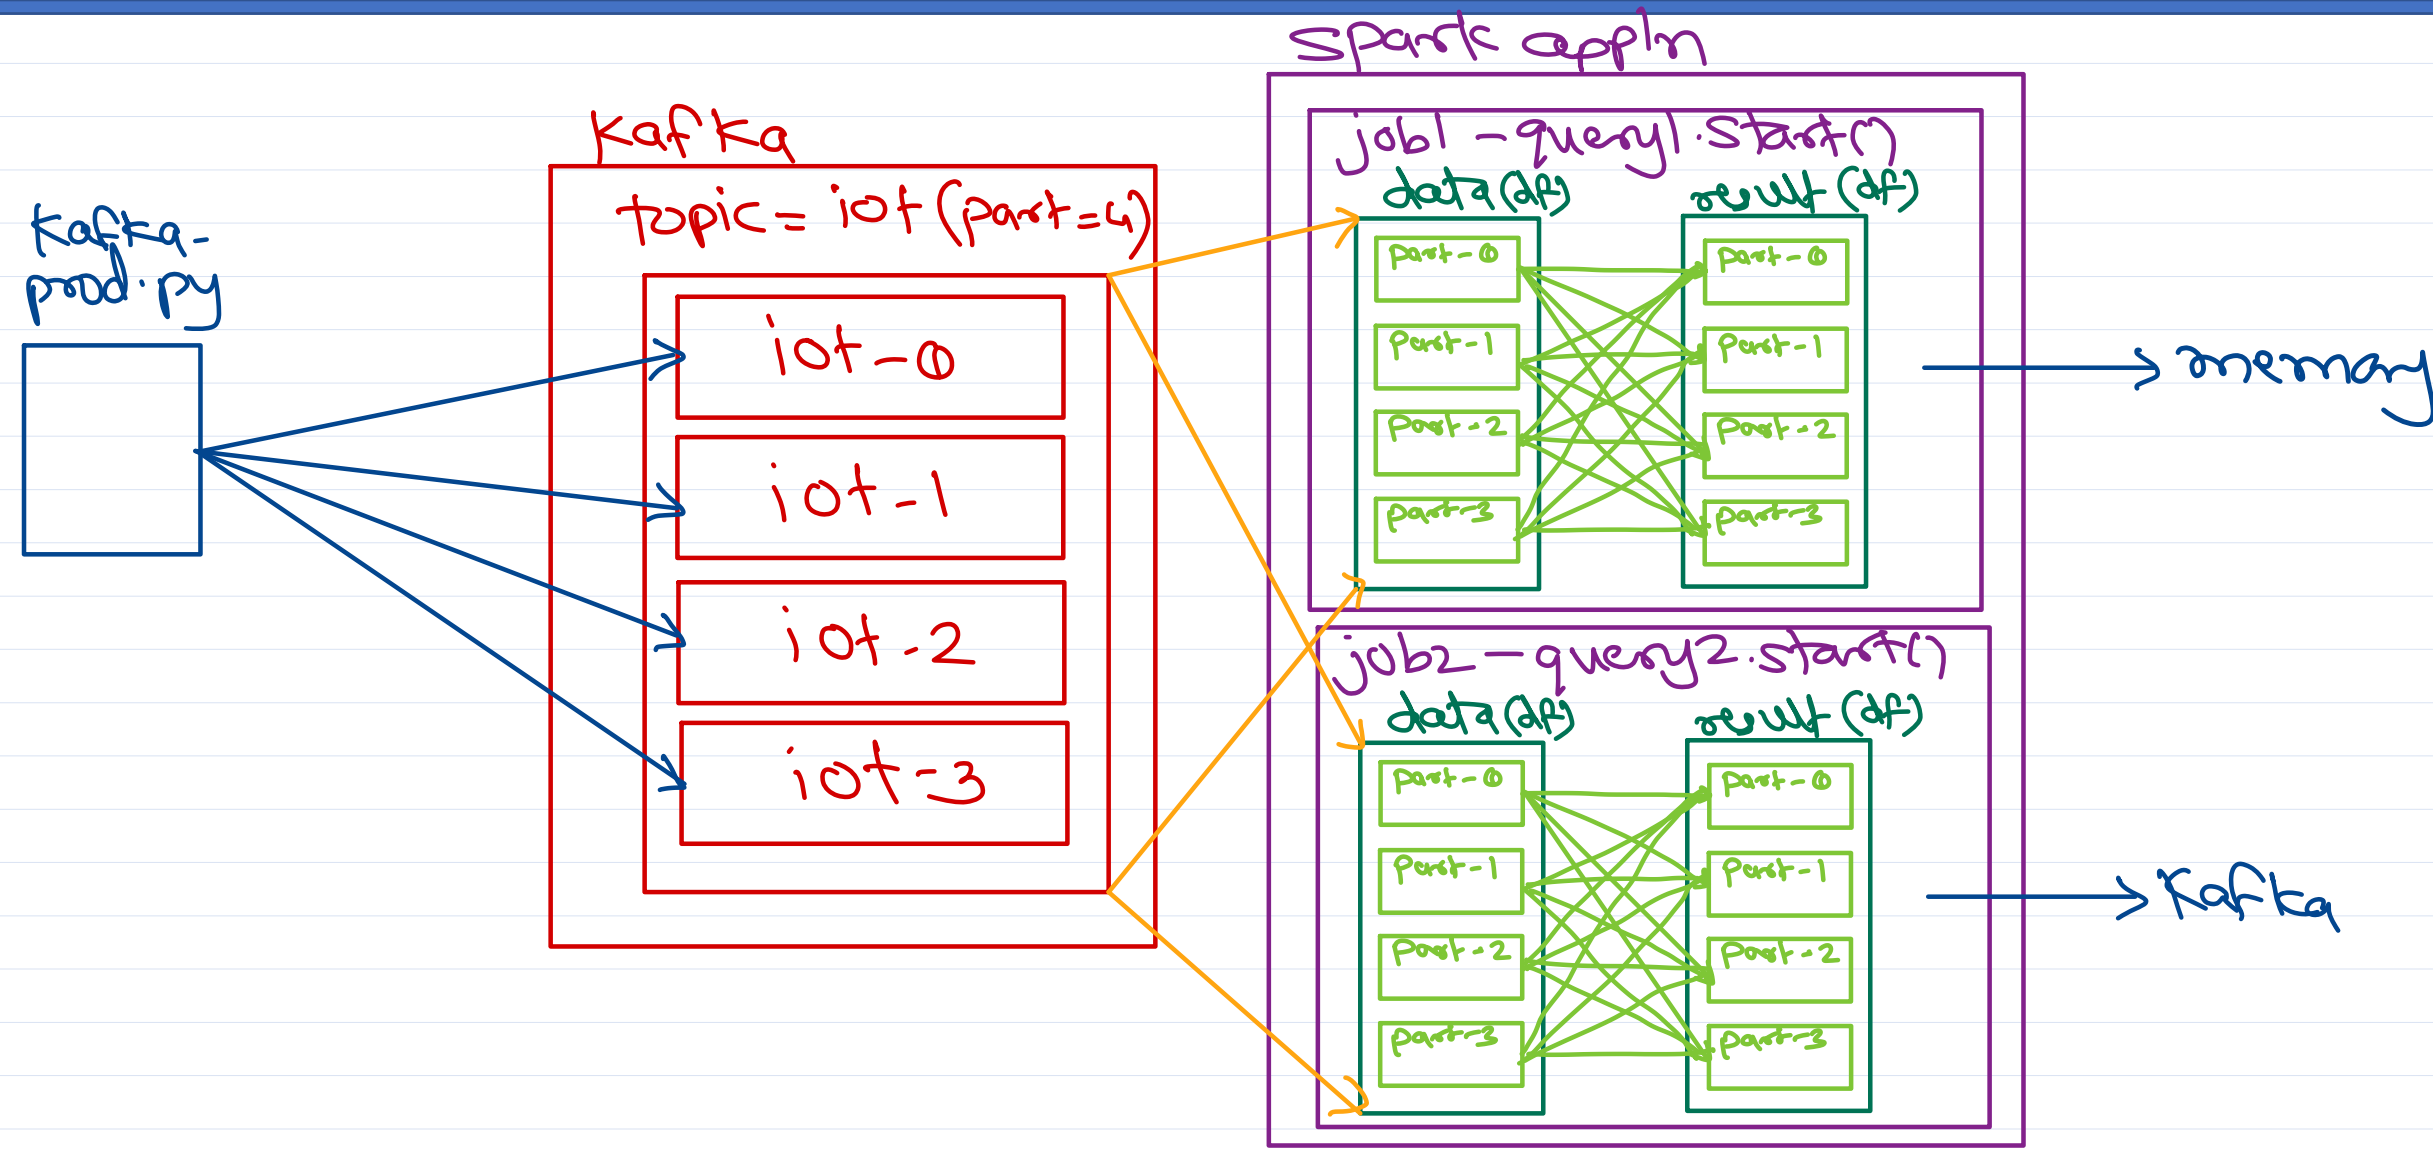 kafka-
prod.py
Kafka
topic = iot (part=4)
iot-0
iot-1
iot-2
iot-3
spark appln
job1 - query1.start()
data(df)
part-0
part-1
part-2
part-3
result(df)
part-0
part-1
part-2
part-3
memory
job2 - query2.start()
data(df)
part-0
part-1
part-2
part-3
result(df)
part-0
part-1
part-2
part-3
Kafka